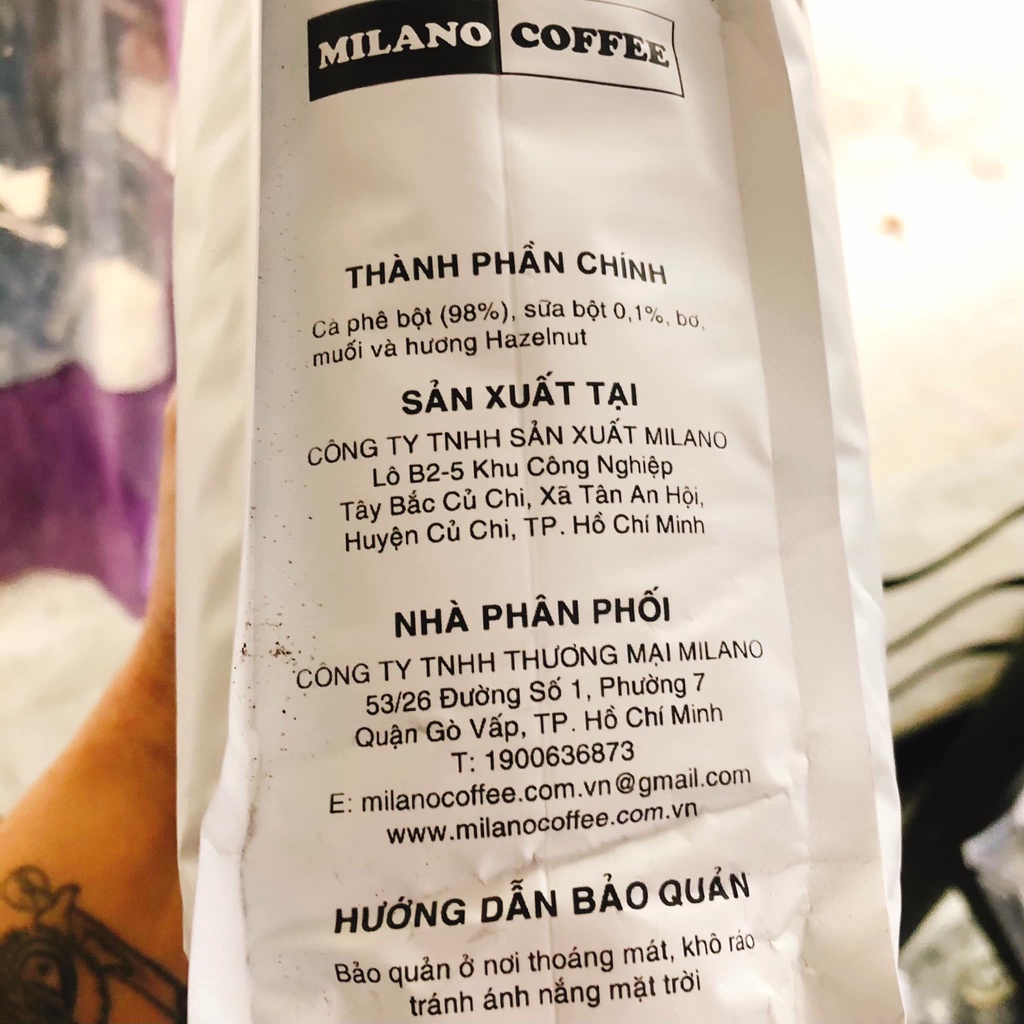 MILANO COFFEE
THÀNH PHẦN CHÍNH
Cà phê bột (98%), sữa bột 0,1%, bơ,
muối và hương Hazelnut
SẢN XUẤT TẠI
CÔNG TY TNHH SẢN XUẤT MILANO
Lô B2-5 Khu Công Nghiệp
Tây Bắc Củ Chi, Xã Tân An Hội,
Huyện Củ Chi, TP. Hồ Chí Minh
NHÀ PHÂN PHỐI
CÔNG TY TNHH THƯƠNG MẠI MILANO
53/26 Đường Số 1, Phường 7
Quận Gò Vấp, TP. Hồ Chí Minh
T: 1900636873
E: milanocoffee.com.vn@gmail.com
www.milanocoffee.com.vn
HƯỚNG DẪN BẢO QUẢN
Bảo quản ở nơi thoáng mát, khô ráo
tránh ánh nắng mặt trời